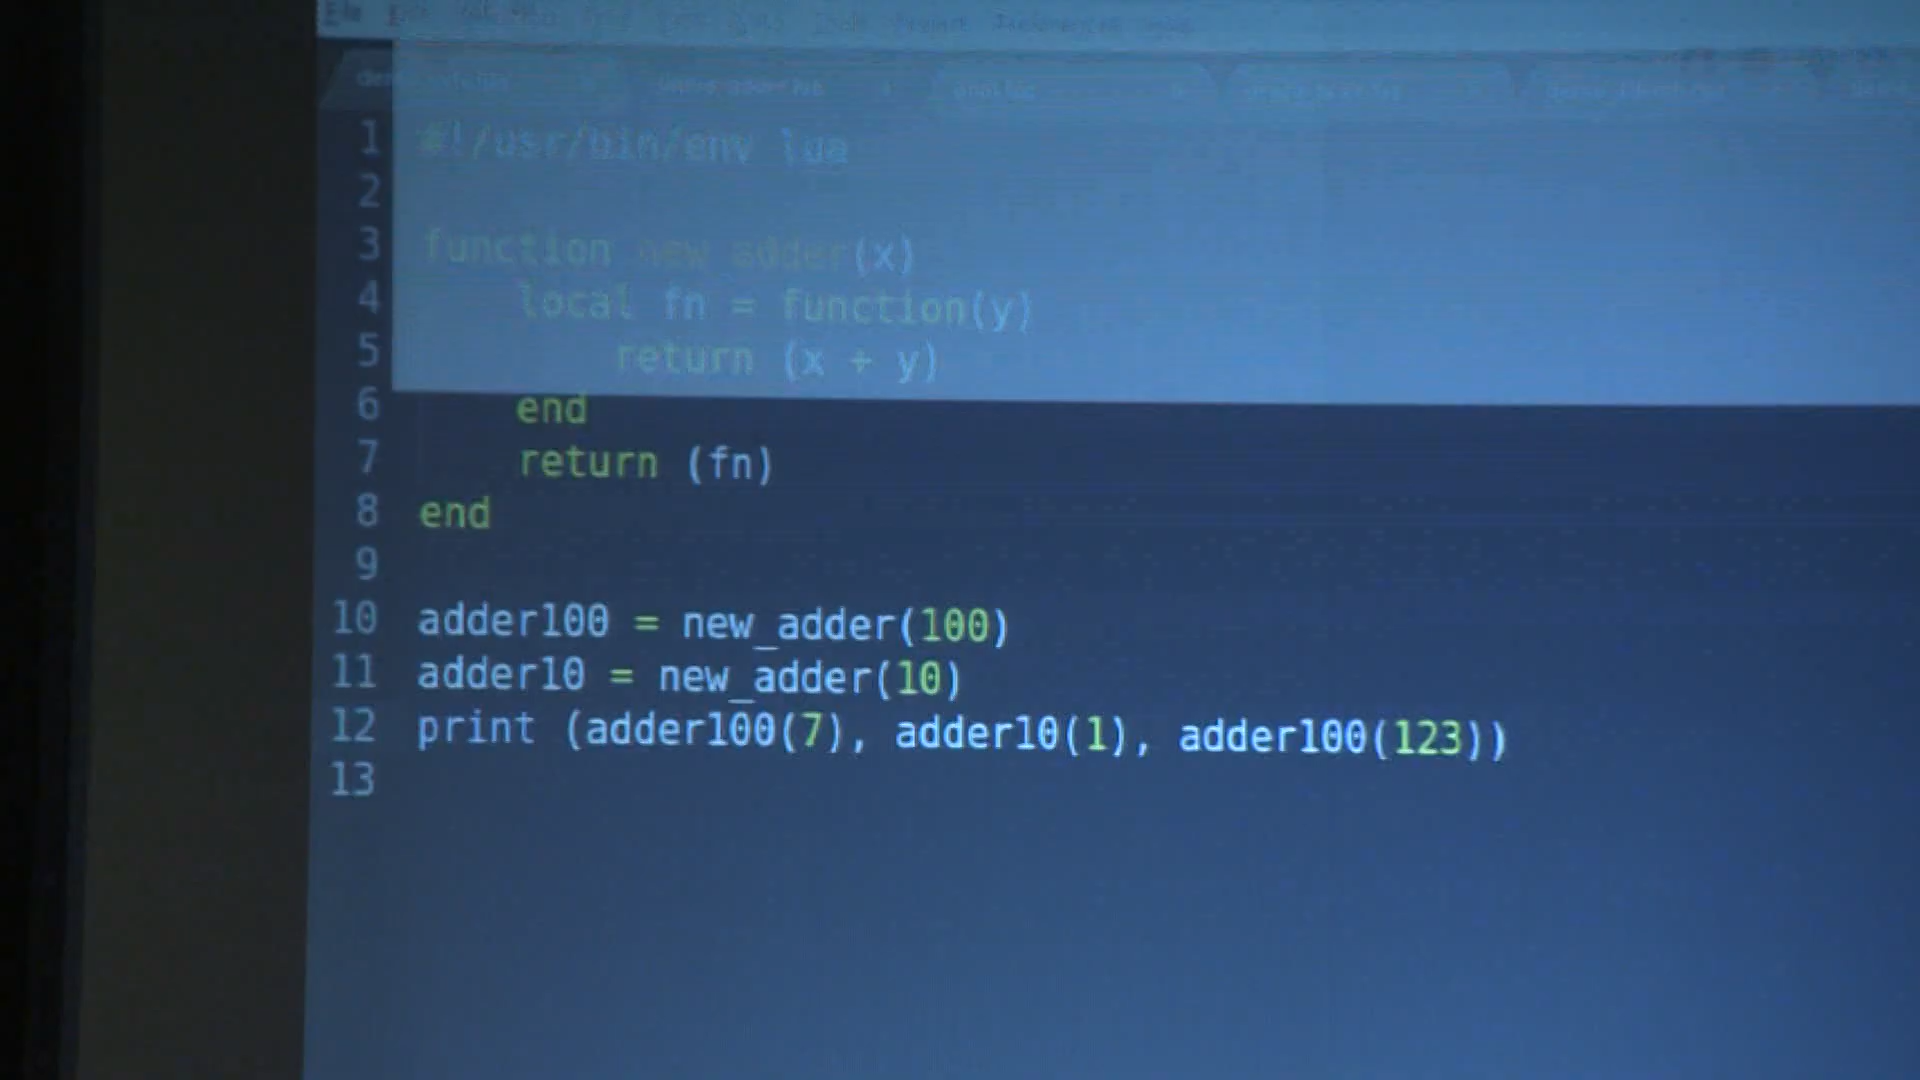 1 #!/usr/bin/env lua
2
3 function new_adder(x)
4 local fn = function(y)
5 return (x + y)
6 end
7 return (fn)
8 end
9
10 adder100 = new_adder(100)
11 adder10 = new_adder(10)
12 print (adder100(7), adder10(1), adder100(123))
13